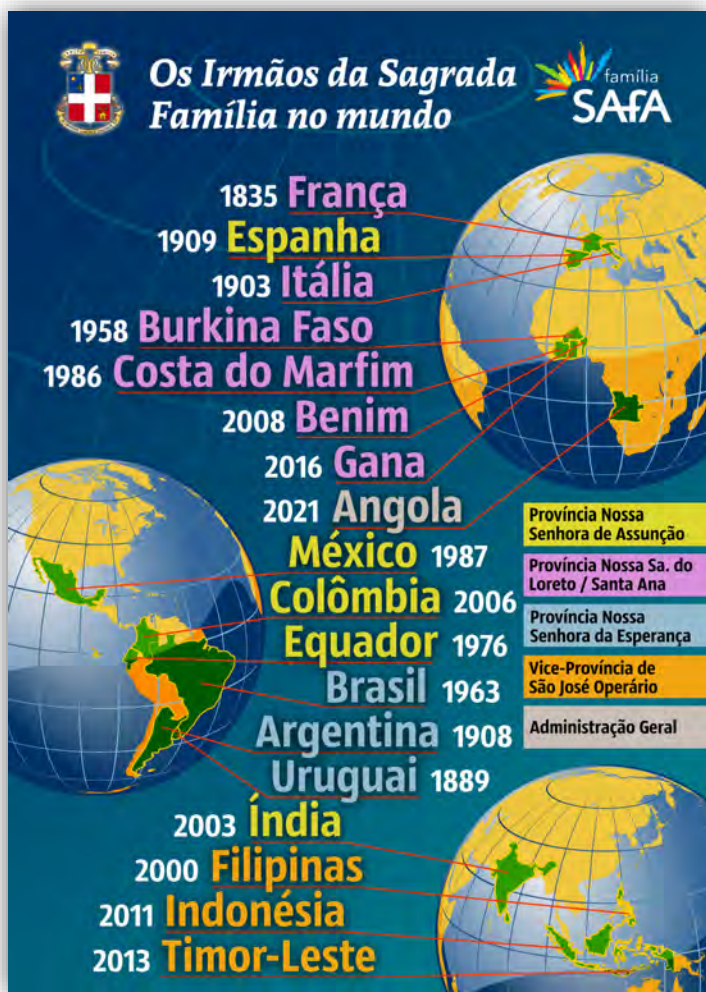 Os Irmãos da Sagrada
Família no mundo
família
SAfA
1835 França
1909 Espanha
1903 Itália
1958 Burkina Faso
1986 Costa do Marfim
2008 Benim
2016 Gana
2021 Angola
México 1987
Colômbia 2006
Equador 1976
Brasil 1963
Argentina 1908
Uruguai 1889
2003 Índia
2000 Filipinas
2011 Indonésia
2013 Timor-Leste
Província Nossa
Senhora de Assunção
Província Nossa Sa. do
Loreto / Santa Ana
Província Nossa
Senhora da Esperança
Vice-Província de
São José Operário
Administração Geral